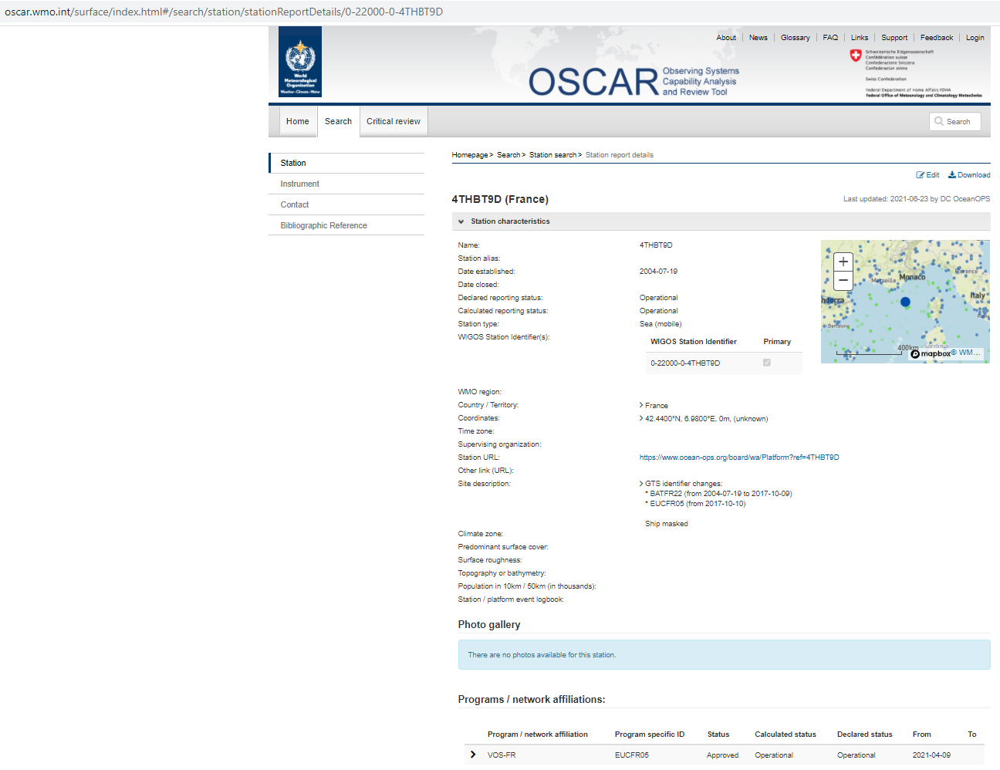 oscar.wmo.int/surface/index.html#/search/station/stationReportDetails/0-22000-0-4THBT9D
About News Glossary FAQ Links Support Feedback Login
World
Meteorological
Organization
Weather • Climate • Water
OSCAR Observing Systems
Capability Analysis
and Review Tool
Schweizerische Eidgenossenschaft
Confédération suisse
Confederazione Svizzera
Confederaziun svizra
Swiss Confederation
Federal Department of Home Affairs FDHA
Federal Office of Meteorology and Climatology MeteoSwiss
Home Search Critical review
Search
Station
Instrument
Contact
Bibliographic Reference
Homepage > Search > Station search > Station report details
Edit Download
4THBT9D (France)
Last updated: 2021-06-23 by DC OceanOPS
Station characteristics
Name: 4THBT9D
Station alias:
Date established: 2004-07-19
Date closed:
Declared reporting status: Operational
Calculated reporting status: Operational
Station type: Sea (mobile)
WIGOS Station Identifier(s):
WIGOS Station Identifier Primary
0-22000-0-4THBT9D
+
−
Marseille Monaco Florence
Italy
ndorra
Barcelona
Sardinia
400km
mapbox © WM...
WMO region:
Country / Territory: France
Coordinates: 42.4400°N, 6.9800°E, 0m, (unknown)
Time zone:
Supervising organization:
Station URL: https://www.ocean-ops.org/board/wa/Platform?ref=4THBT9D
Other link (URL):
Site description: GTS identifier changes:
* BATFR22 (from 2004-07-19 to 2017-10-09)
* EUCFR05 (from 2017-10-10)
Ship masked
Climate zone:
Predominant surface cover:
Surface roughness:
Topography or bathymetry:
Population in 10km / 50km (in thousands):
Station / platform event logbook:
Photo gallery
There are no photos available for this station.
Programs / network affiliations:
Program / network affiliation Program specific ID Status Calculated status Declared status From To
VOS-FR EUCFR05 Approved Operational Operational 2021-04-09